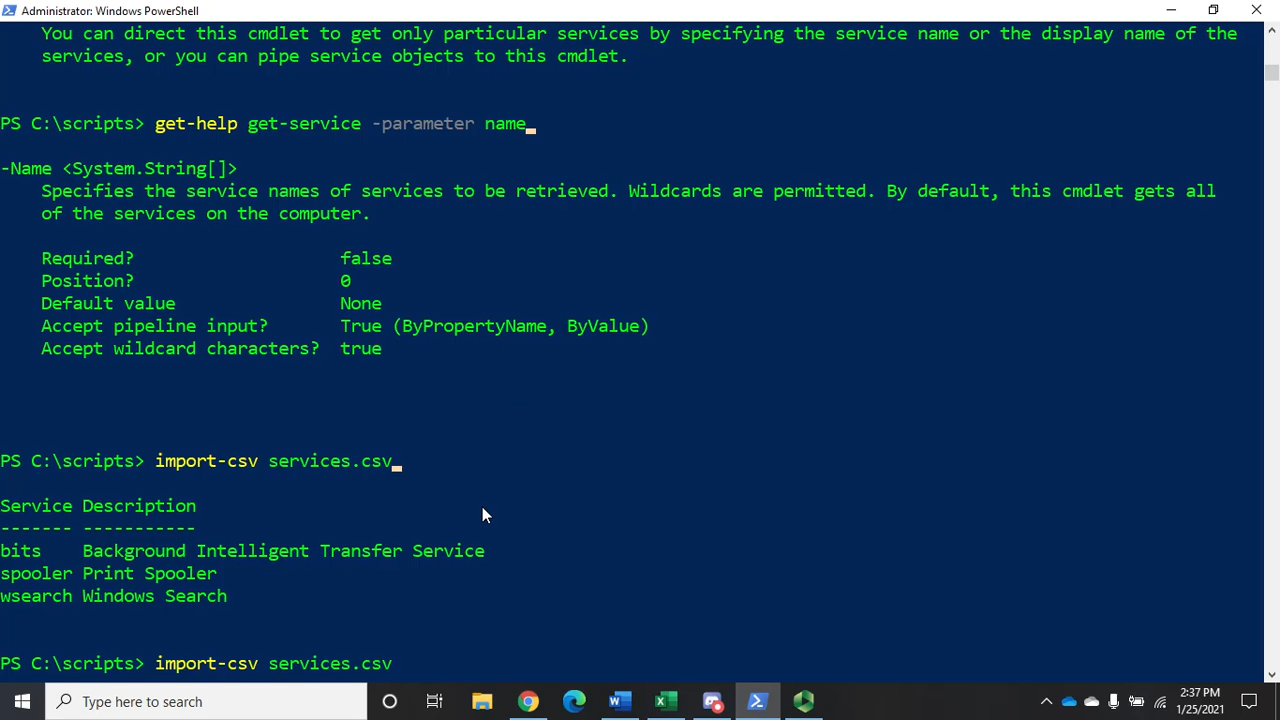 Administrator: Windows PowerShell
You can direct this cmdlet to get only particular services by specifying the service name or the display name of the
services, or you can pipe service objects to this cmdlet.
PS C:\scripts> get-help get-service -parameter name
-Name <System.String[]>
Specifies the service names of services to be retrieved. Wildcards are permitted. By default, this cmdlet gets all
of the services on the computer.
Required? false
Position? 0
Default value None
Accept pipeline input? True (ByPropertyName, ByValue)
Accept wildcard characters? true
PS C:\scripts> import-csv services.csv
Service Description
------- -----------
bits Background Intelligent Transfer Service
spooler Print Spooler
wsearch Windows Search
PS C:\scripts> import-csv services.csv
Type here to search
2:37 PM
1/25/2021